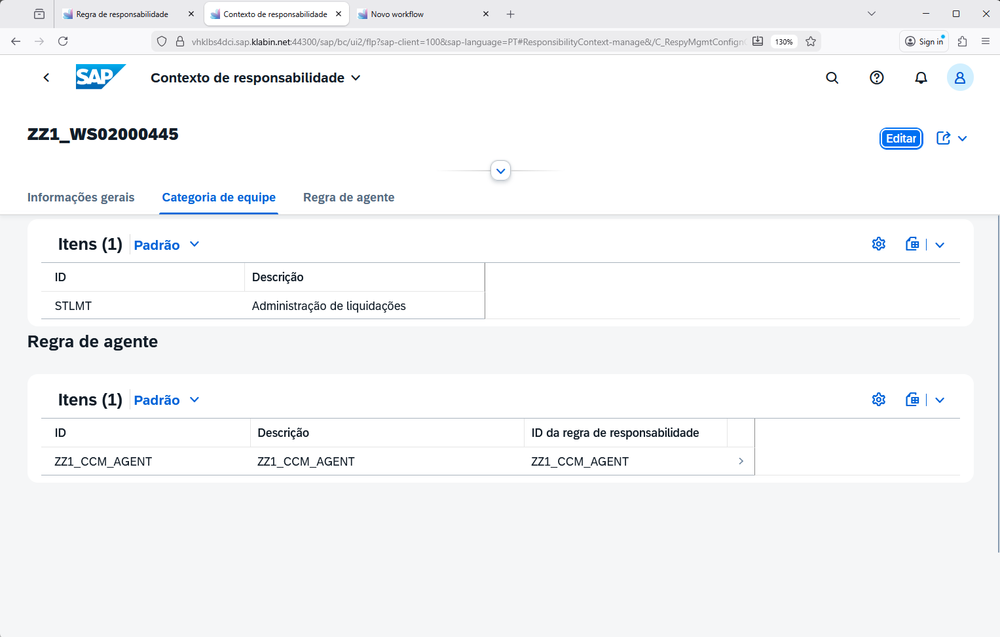 Regra de responsabilidade
Contexto de responsabilidade
Novo workflow
vhklbs4dci.sap.klabin.net:44300/sap/bc/ui2/flp?sap-client=100&sap-language=PT#ResponsibilityContext-manage&/C_RespyMgmtConfign
130%
Sign in
SAP
Contexto de responsabilidade
ZZ1_WS02000445
Editar
Informações gerais
Categoria de equipe
Regra de agente
Itens (1)
Padrão
ID
Descrição
STLMT
Administração de liquidações
Regra de agente
Itens (1)
Padrão
ID
Descrição
ID da regra de responsabilidade
ZZ1_CCM_AGENT
ZZ1_CCM_AGENT
ZZ1_CCM_AGENT